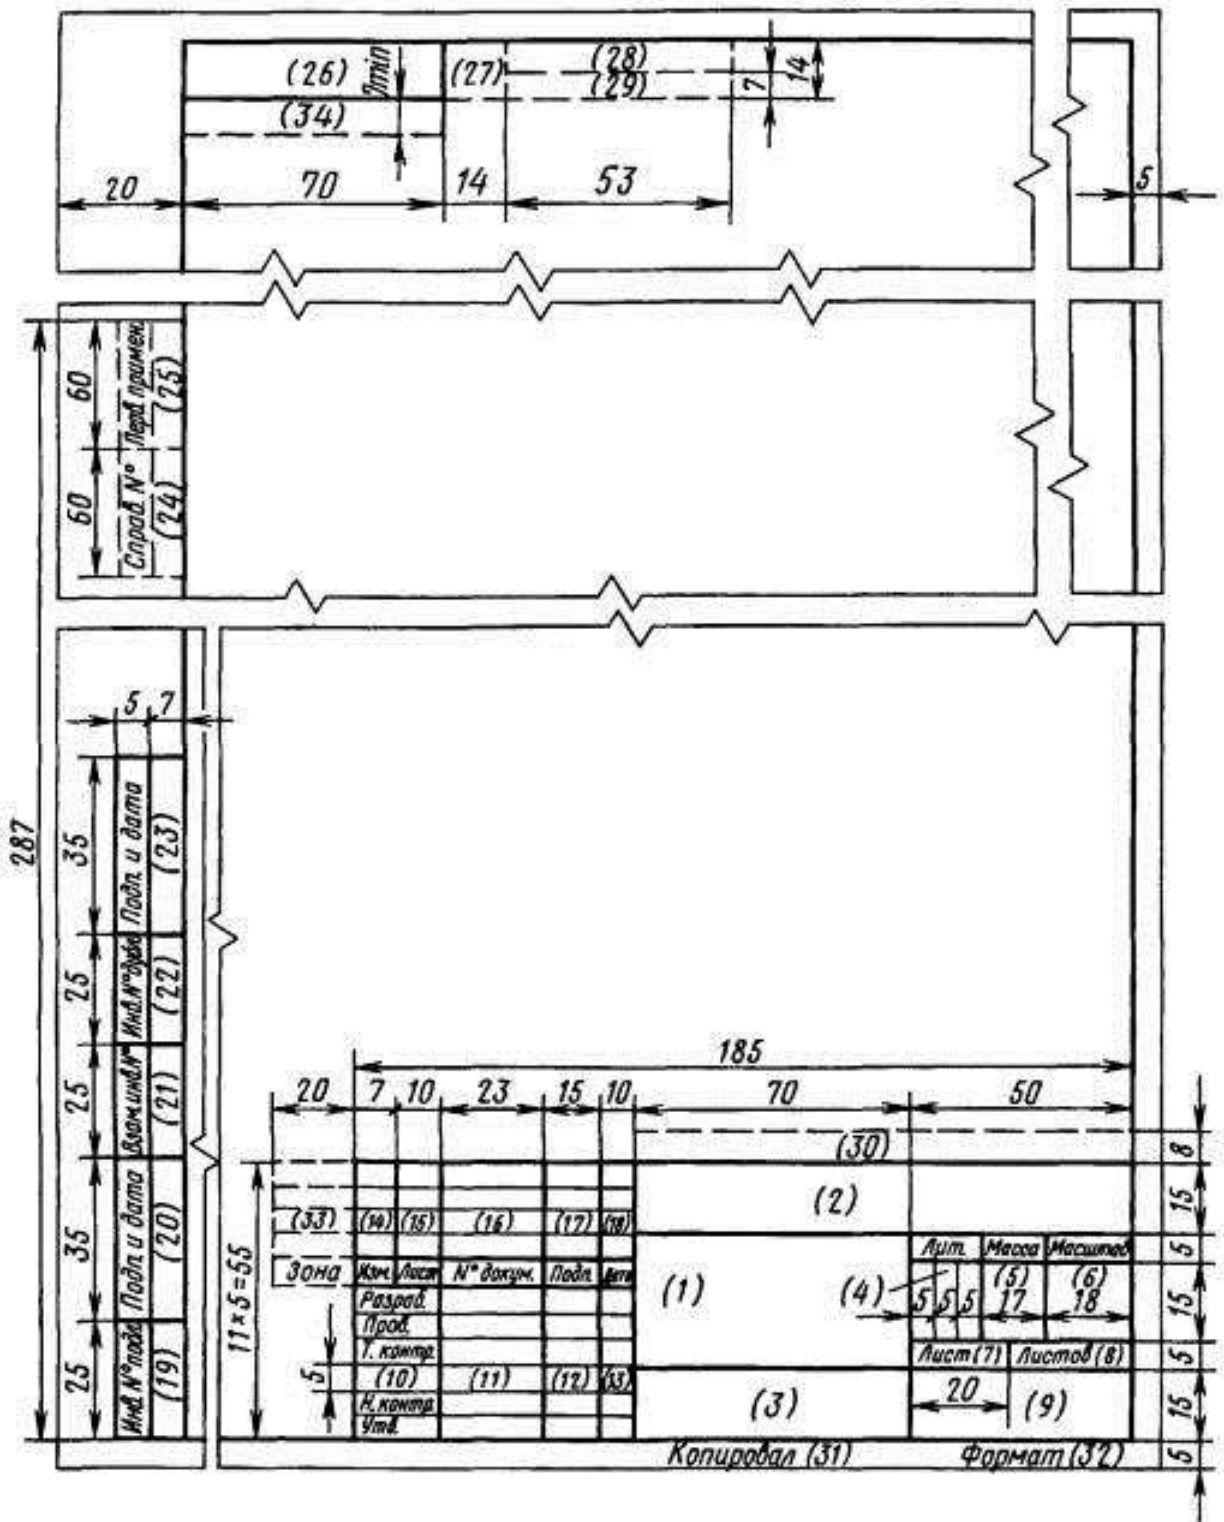 (26) 7min (27) (28) 14
(34) (29) 7
20 70 14 53 5
60 Перв. примен. (25)
60 Справ. № (24)
287
5 7
35 Подп. и дата (23)
25 Инв.№дубл. (22)
25 Взам.инв.№ (21)
35 Подп. и дата (20)
25 Инв.№подл. (19)
185
20 7 10 23 15 10 70 50
(30) 8
(2) 15
(33) (14) (15) (16) (17) (18)
Лит. Масса Масштаб 5
Зона Изм. Лист № докум. Подп. Дата (1) (4) (5) (6)
5 5 5 17 18 15
11×5=55
Разраб.
Пров.
Т. контр. Лист (7) Листов (8) 5
5 (10) (11) (12) (13)
(3) 20 (9) 15
Н. контр.
Утв.
Копировал (31) Формат (32) 5